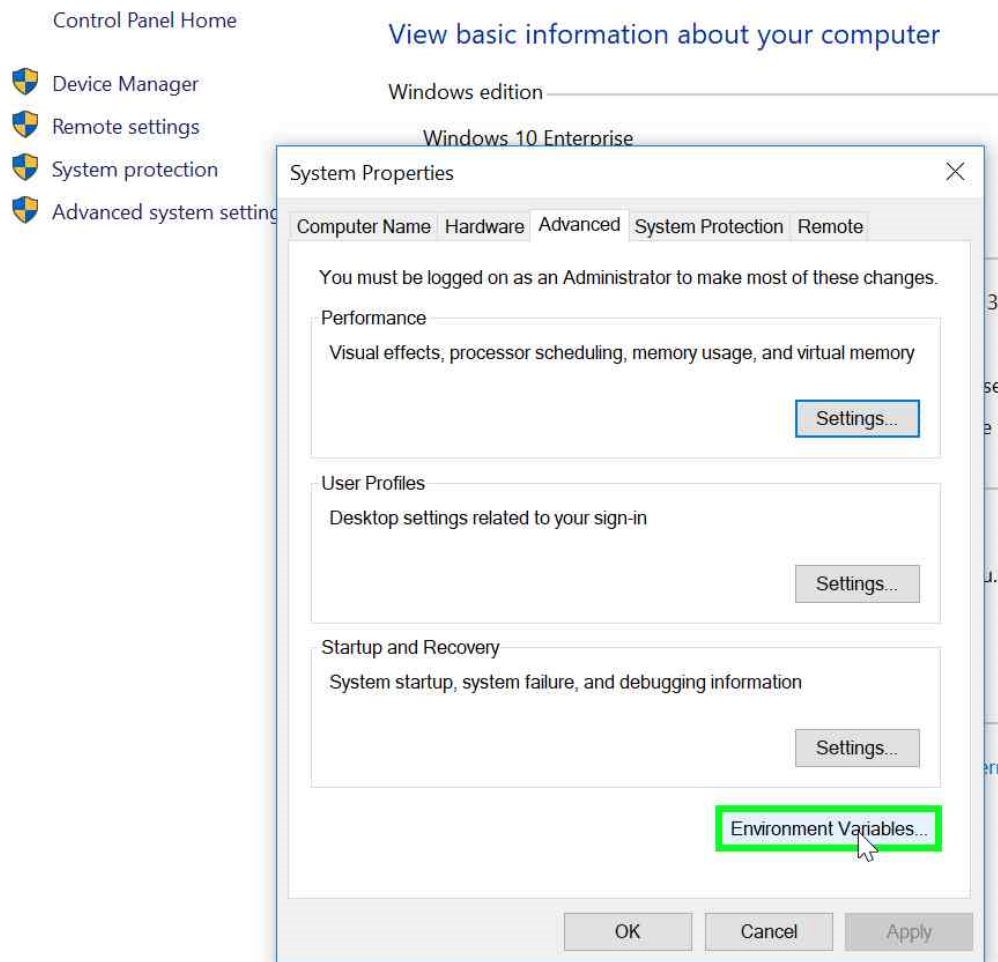 Control Panel Home
Device Manager
Remote settings
System protection
Advanced system setting
View basic information about your computer
Windows edition
Windows 10 Enterprise
System Properties
Computer Name Hardware Advanced System Protection Remote
You must be logged on as an Administrator to make most of these changes.
Performance
Visual effects, processor scheduling, memory usage, and virtual memory
Settings...
User Profiles
Desktop settings related to your sign-in
Settings...
Startup and Recovery
System startup, system failure, and debugging information
Settings...
Environment Variables...
OK Cancel Apply